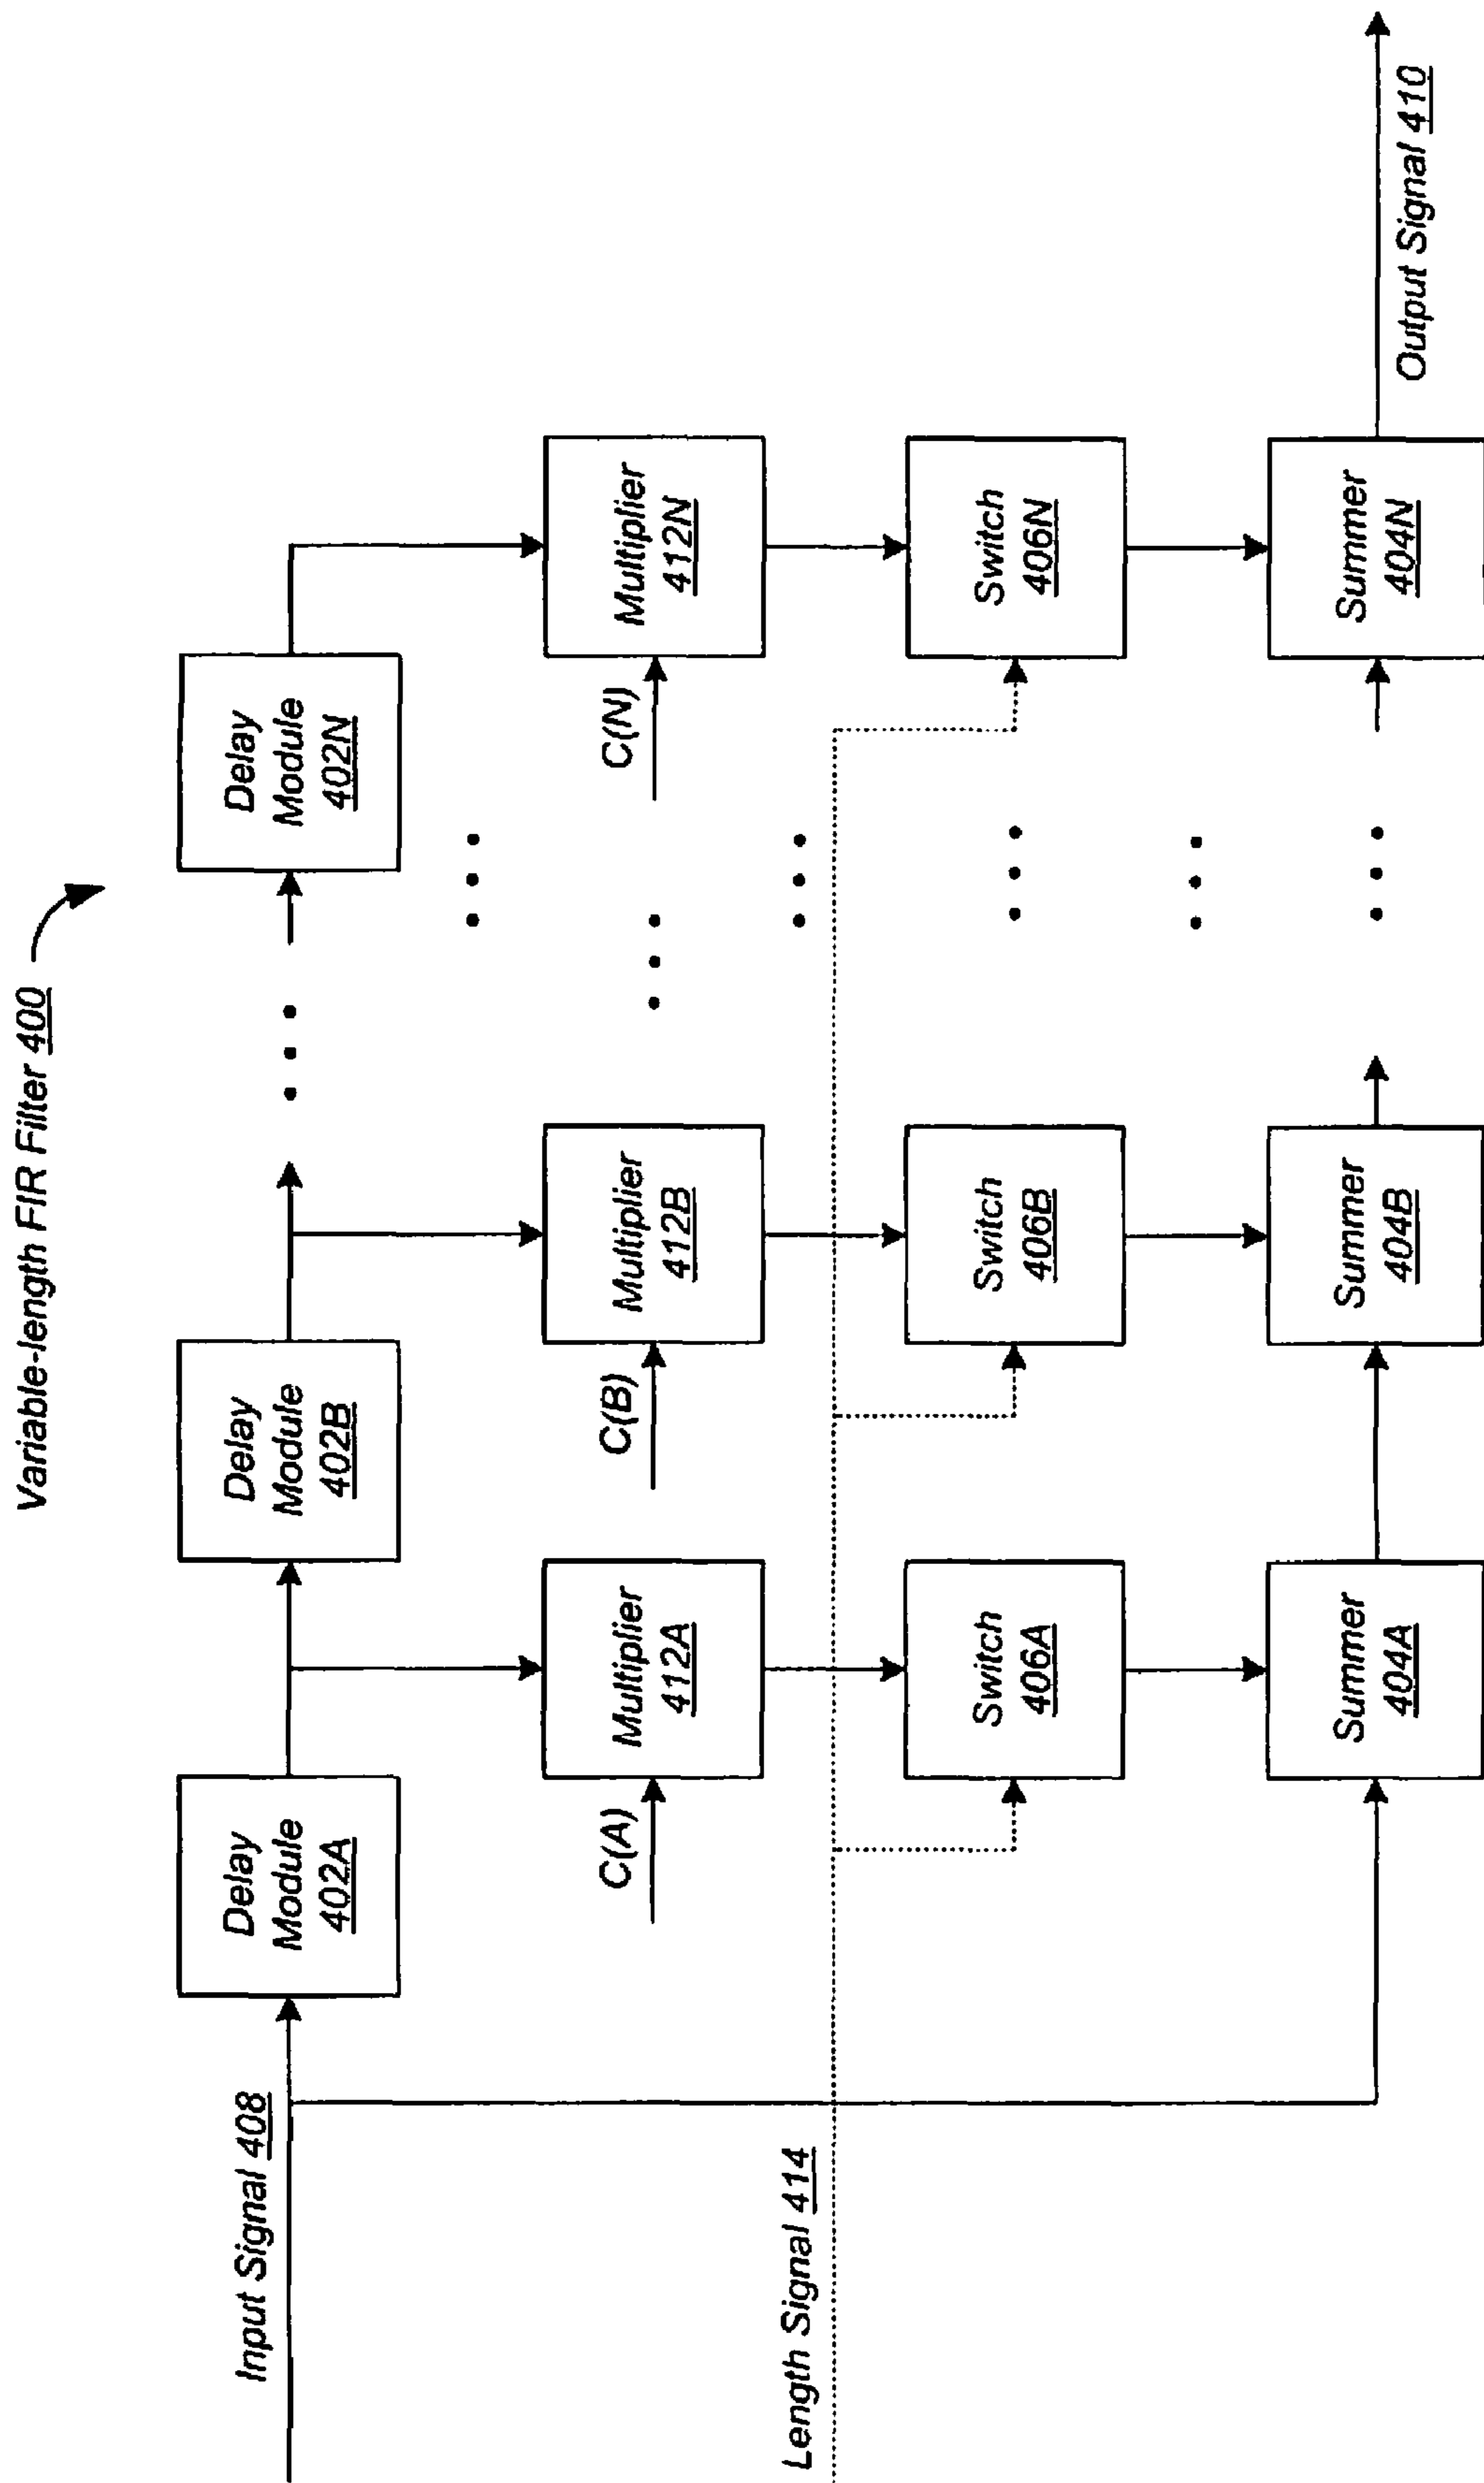 Variable-length FIR Filter 400
Input Signal 408
Delay
Module
402A
Delay
Module
402B
Delay
Module
402N
C(A)
Multiplier
412A
C(B)
Multiplier
412B
C(N)
Multiplier
412N
Length Signal 414
Switch
406A
Switch
406B
Switch
406N
Summer
404A
Summer
404B
Summer
404N
Output Signal 410